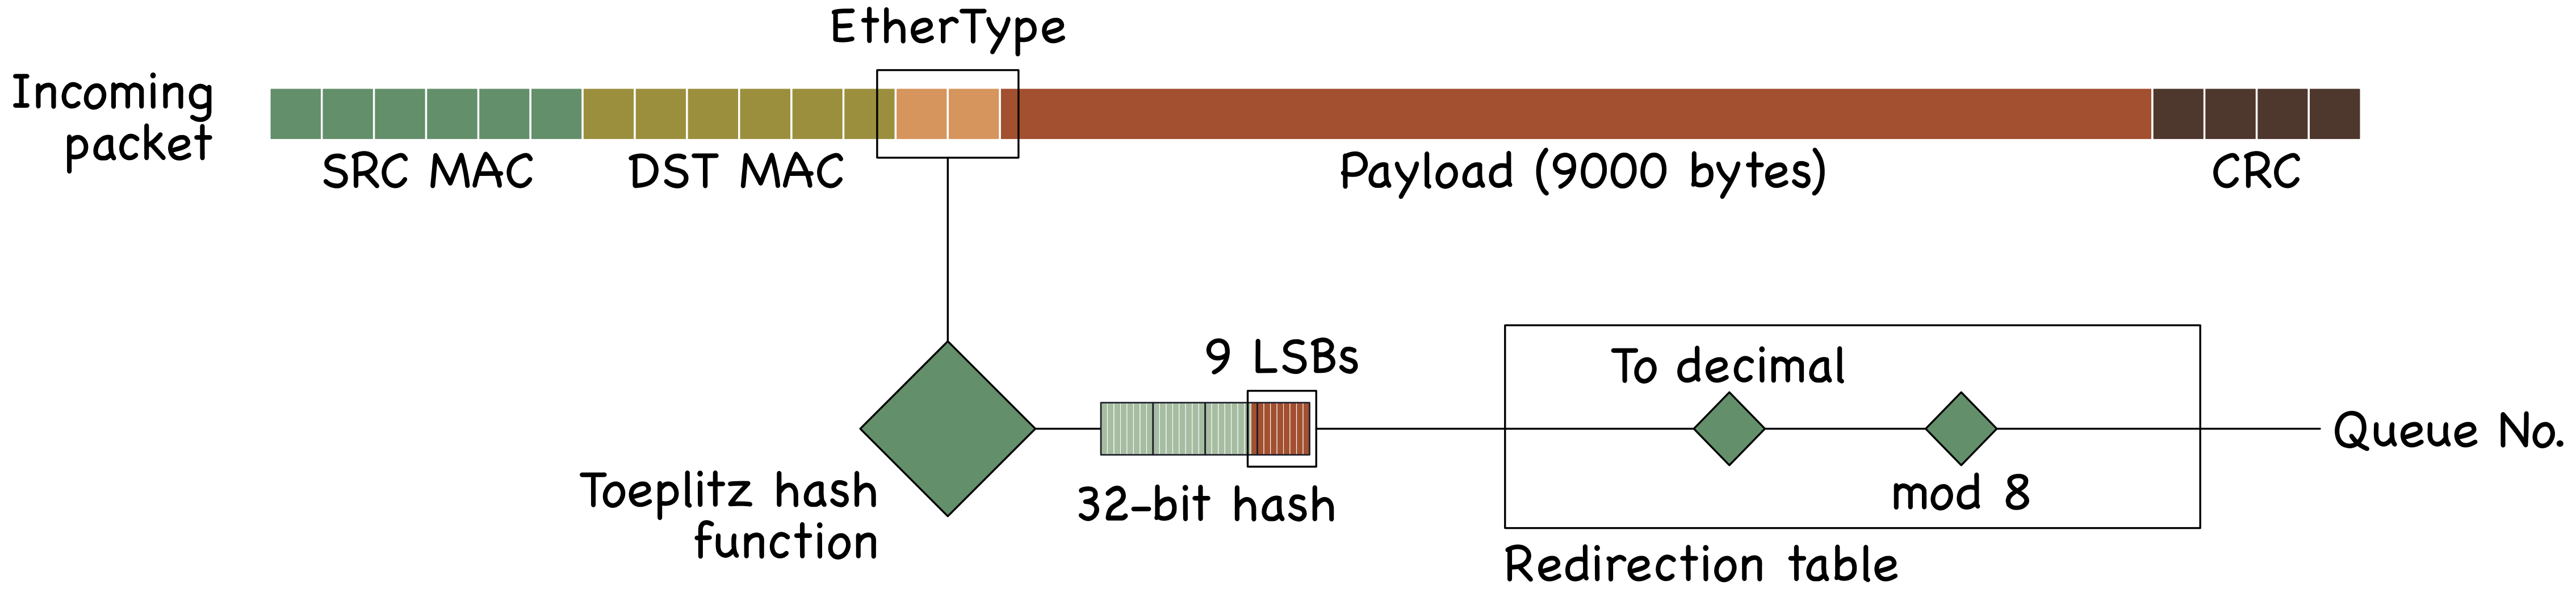 EtherType
Incoming
packet
SRC MAC
DST MAC
Payload (9000 bytes)
CRC
9 LSBs
To decimal
Queue No.
Toeplitz hash
function
32-bit hash
mod 8
Redirection table